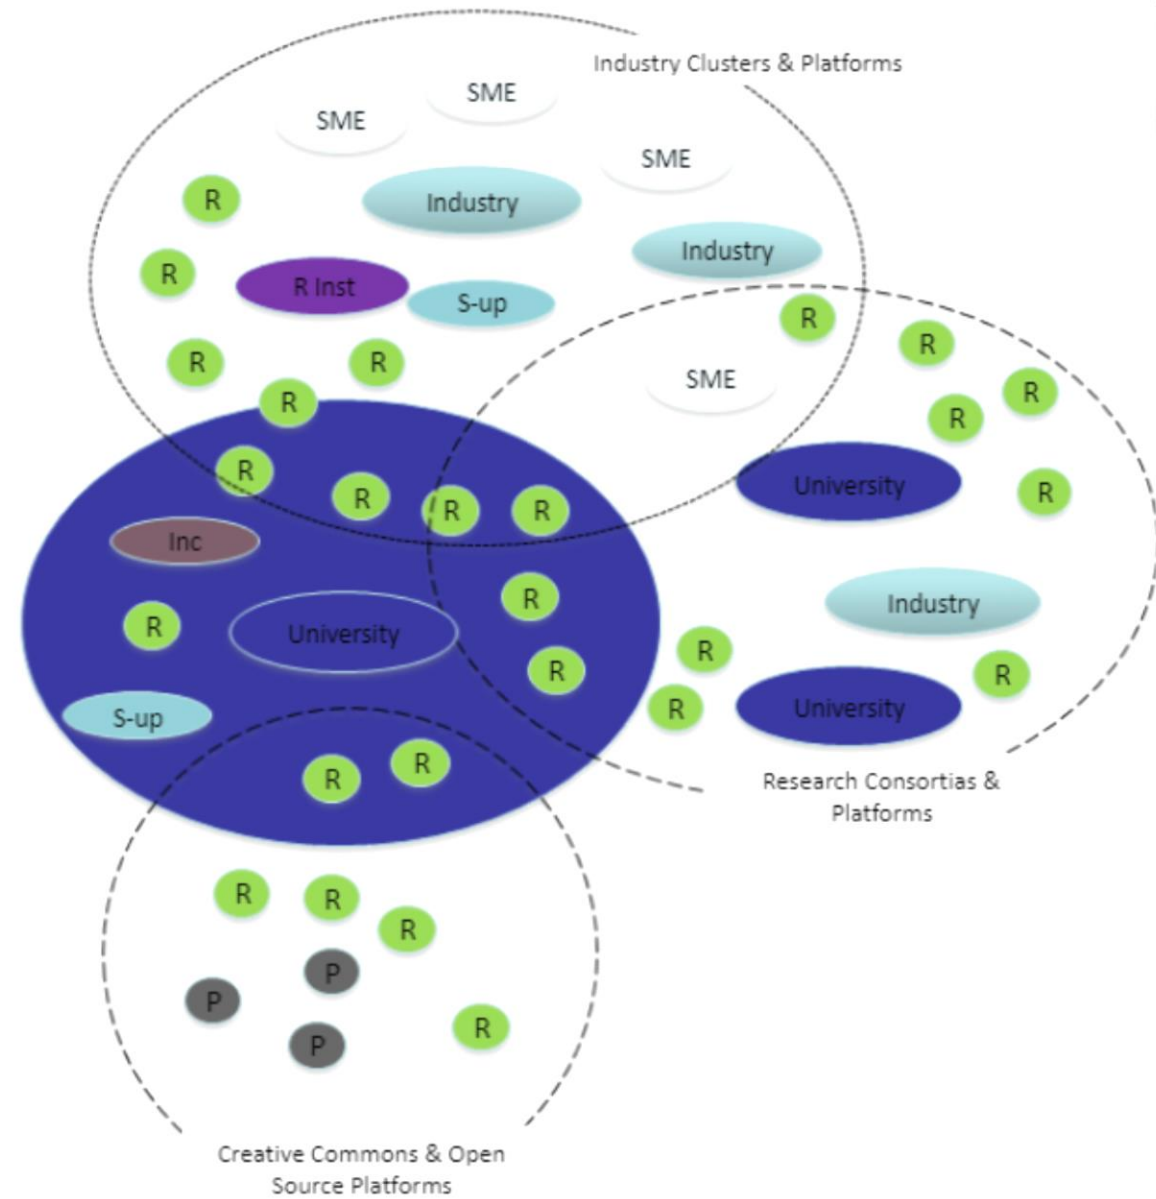 Industry Clusters & Platforms
SME
SME
SME
R
Industry
Industry
R
R Inst
S-up
R
R
R
R
SME
R
R
R
University
R
R
R
R
R
R
Inc
R
Industry
R
University
R
R
R
R
University
S-up
Research Consortias &
Platforms
R
R
R
R
R
P
P
R
P
Creative Commons & Open
Source Platforms